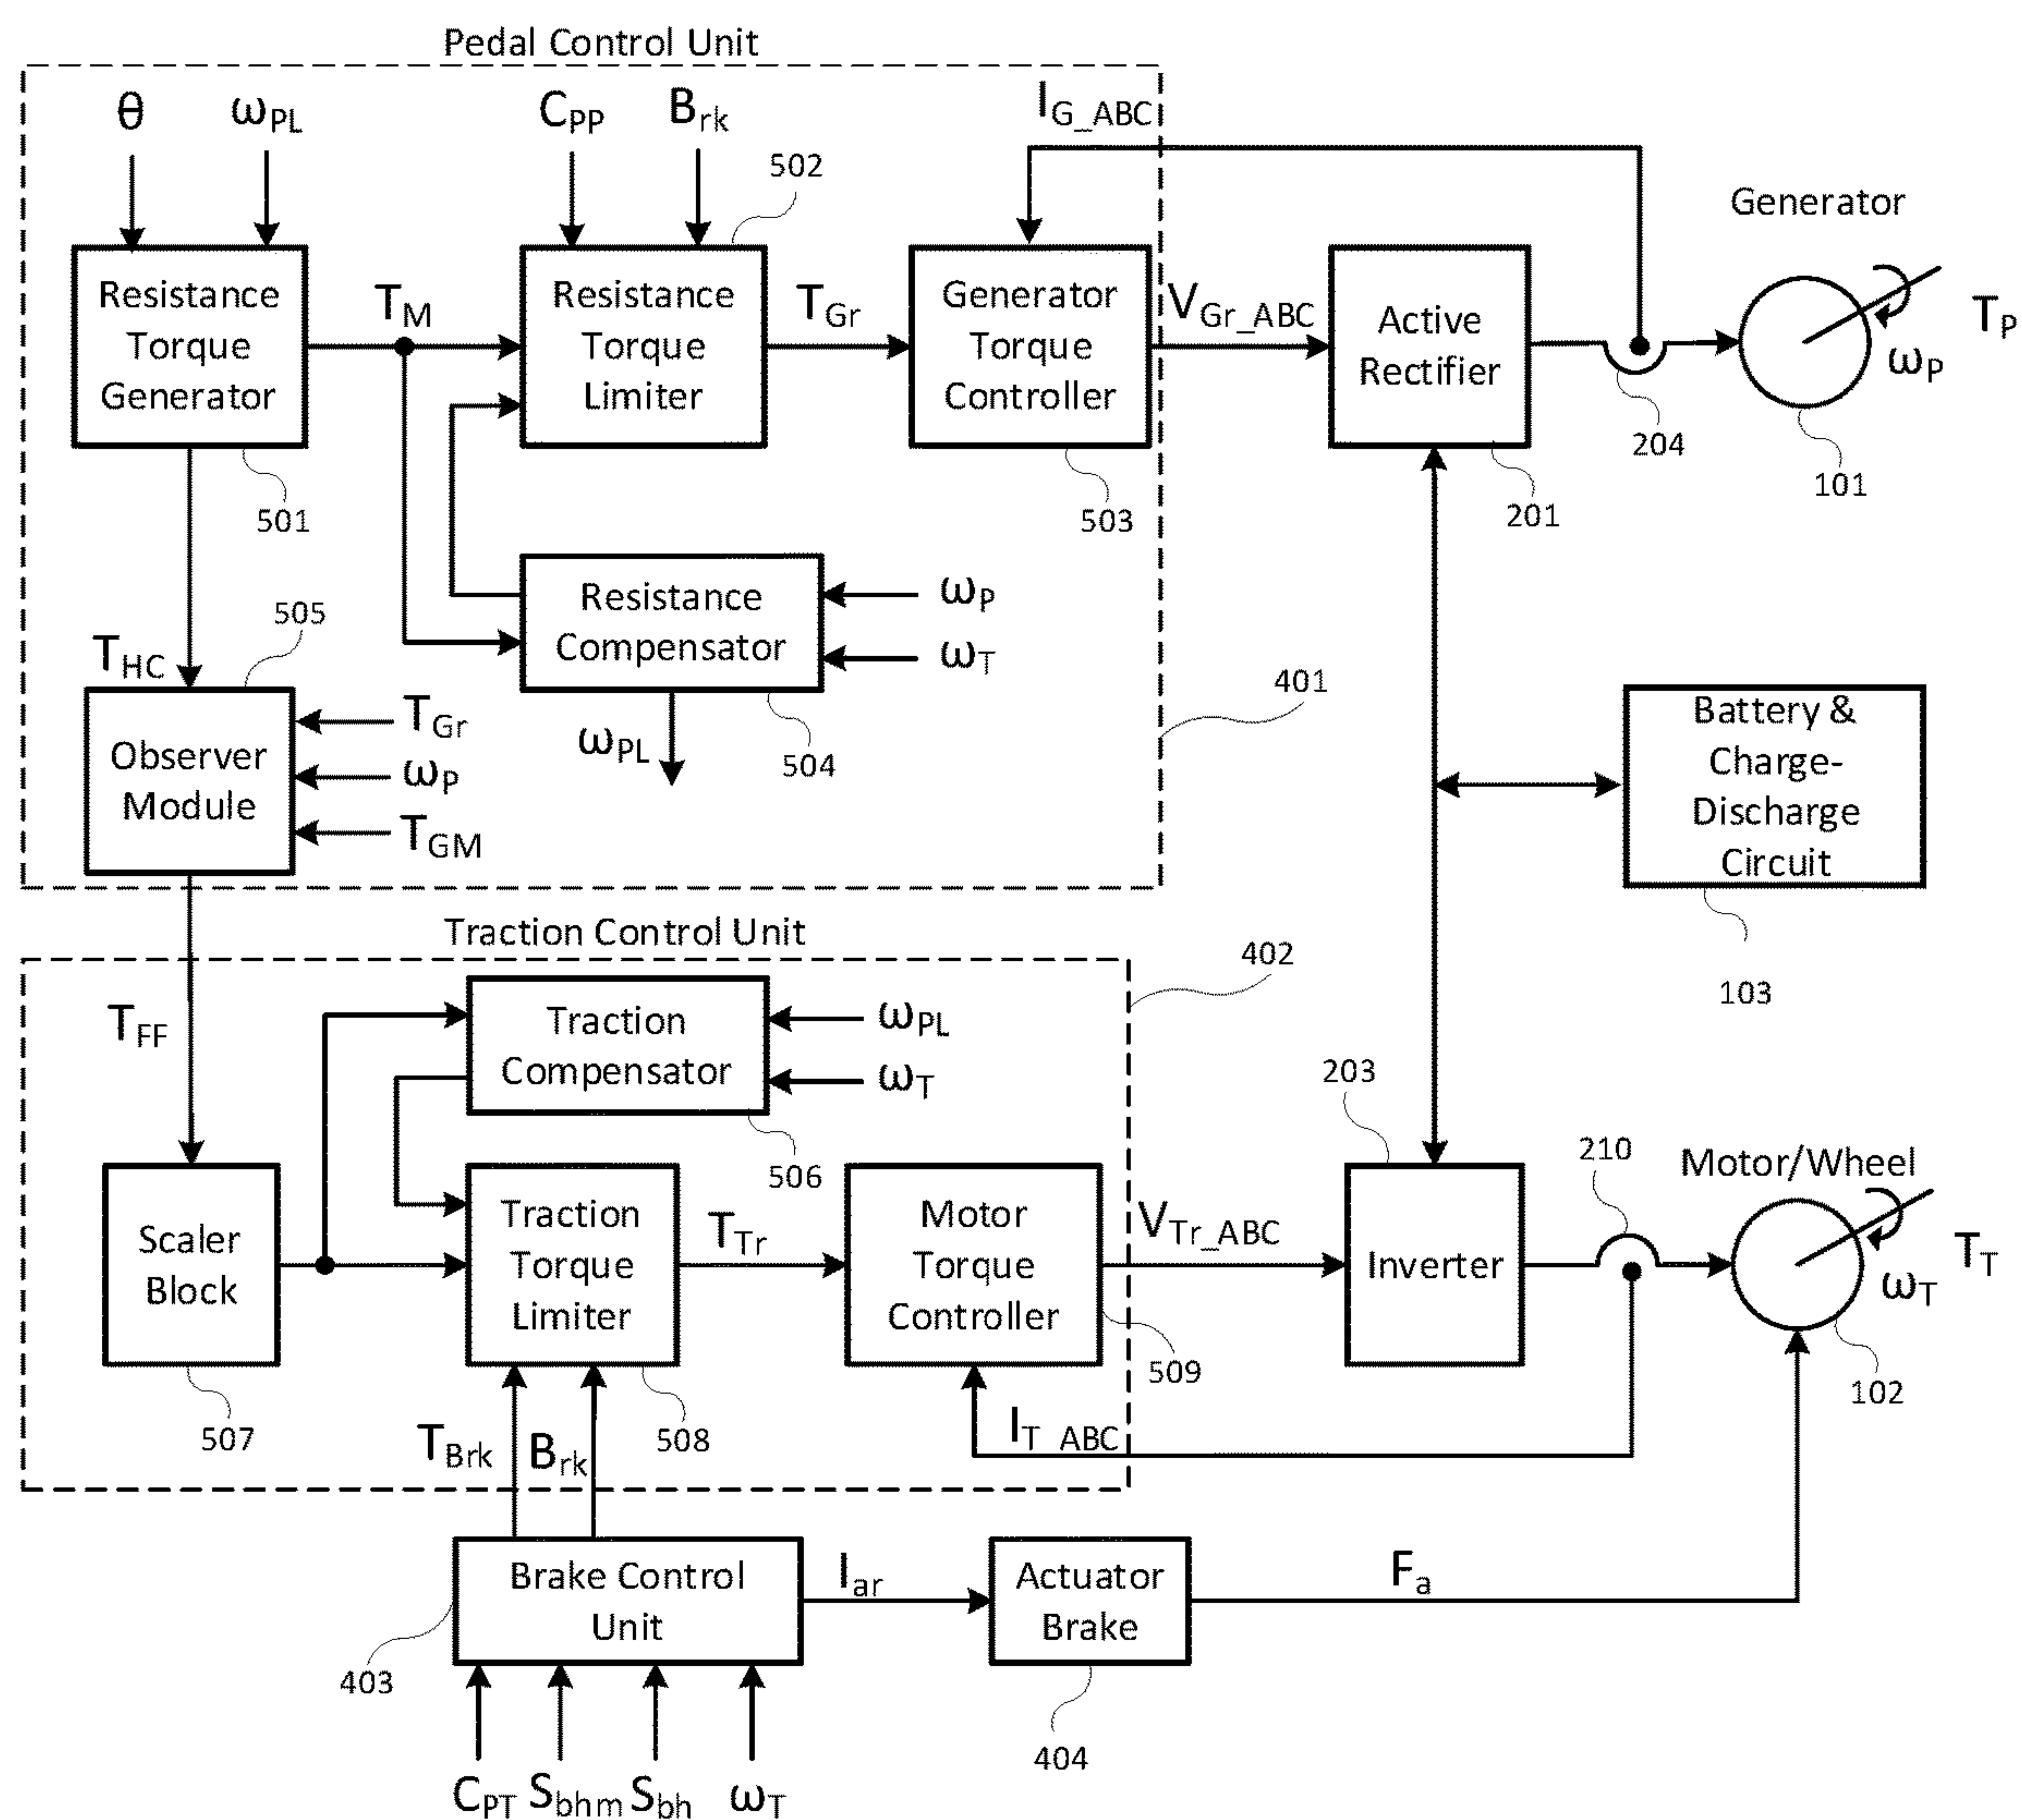 Pedal Control Unit
θ
ωPL
CPP
Brk
IG_ABC
502
Generator
Resistance
Torque
Generator
TM
Resistance
Torque
Limiter
TGr
Generator
Torque
Controller
VGr_ABC
Active
Rectifier
ωP
TP
204
101
501
503
201
Resistance
Compensator
ωP
ωT
505
THC
401
504
ωPL
Observer
Module
TGr
ωP
TGM
Battery &
Charge-
Discharge
Circuit
103
Traction Control Unit
402
TFF
Traction
Compensator
ωPL
ωT
506
203
210
Motor/Wheel
Scaler
Block
Traction
Torque
Limiter
TTr
Motor
Torque
Controller
VTr_ABC
Inverter
ωT
TT
507
508
509
102
TBrk
Brk
IT_ABC
Brake Control
Unit
Iar
Actuator
Brake
Fa
403
404
CPT
Sbhm
Sbh
ωT